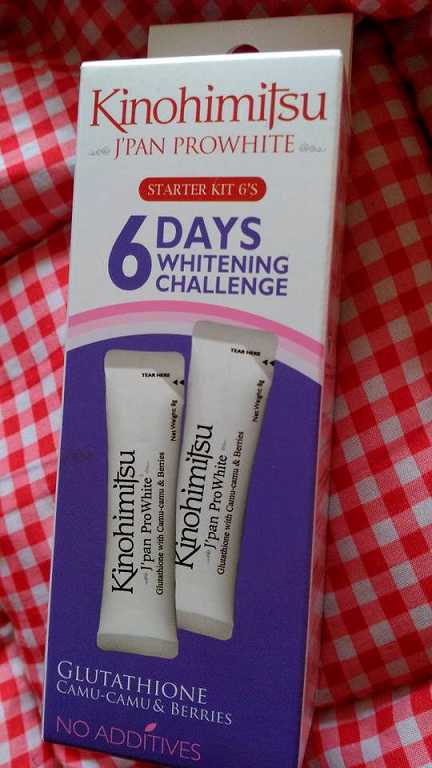 Kinohimitsu
J'PAN PROWHITE
STARTER KIT 6'S
6 DAYS
WHITENING
CHALLENGE
TEAR HERE
Net Weight: 8g
Kinohimitsu
J'pan ProWhite
Glutathione with Camu-camu & Berries
TEAR HERE
Net Weight: 8g
Kinohimitsu
J'pan ProWhite
Glutathione with Camu-camu & Berries
GLUTATHIONE
CAMU-CAMU & BERRIES
NO ADDITIVES